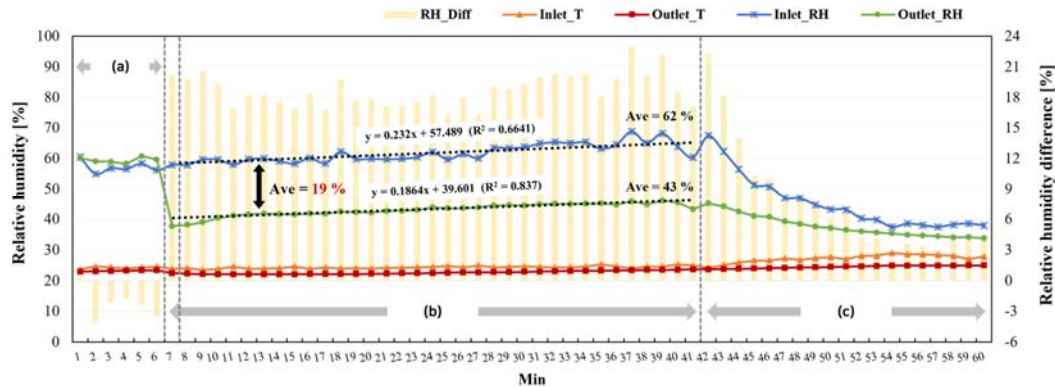 RH_Diff Inlet_T Outlet_T Inlet_RH Outlet_RH
100 24
90 21
80 18
70 15
60 12
50 9
40 6
30 3
20 0
10 -3
0 -6
Relative humidity [%]
Relative humidity difference [%]
(a)
Ave = 62 %
y = 0.232x + 57.489 (R² = 0.6641)
Ave = 19 %
y = 0.1864x + 39.601 (R² = 0.837)
Ave = 43 %
(b) (c)
1 2 3 4 5 6 7 8 9 10 11 12 13 14 15 16 17 18 19 20 21 22 23 24 25 26 27 28 29 30 31 32 33 34 35 36 37 38 39 40 41 42 43 44 45 46 47 48 49 50 51 52 53 54 55 56 57 58 59 60
Min